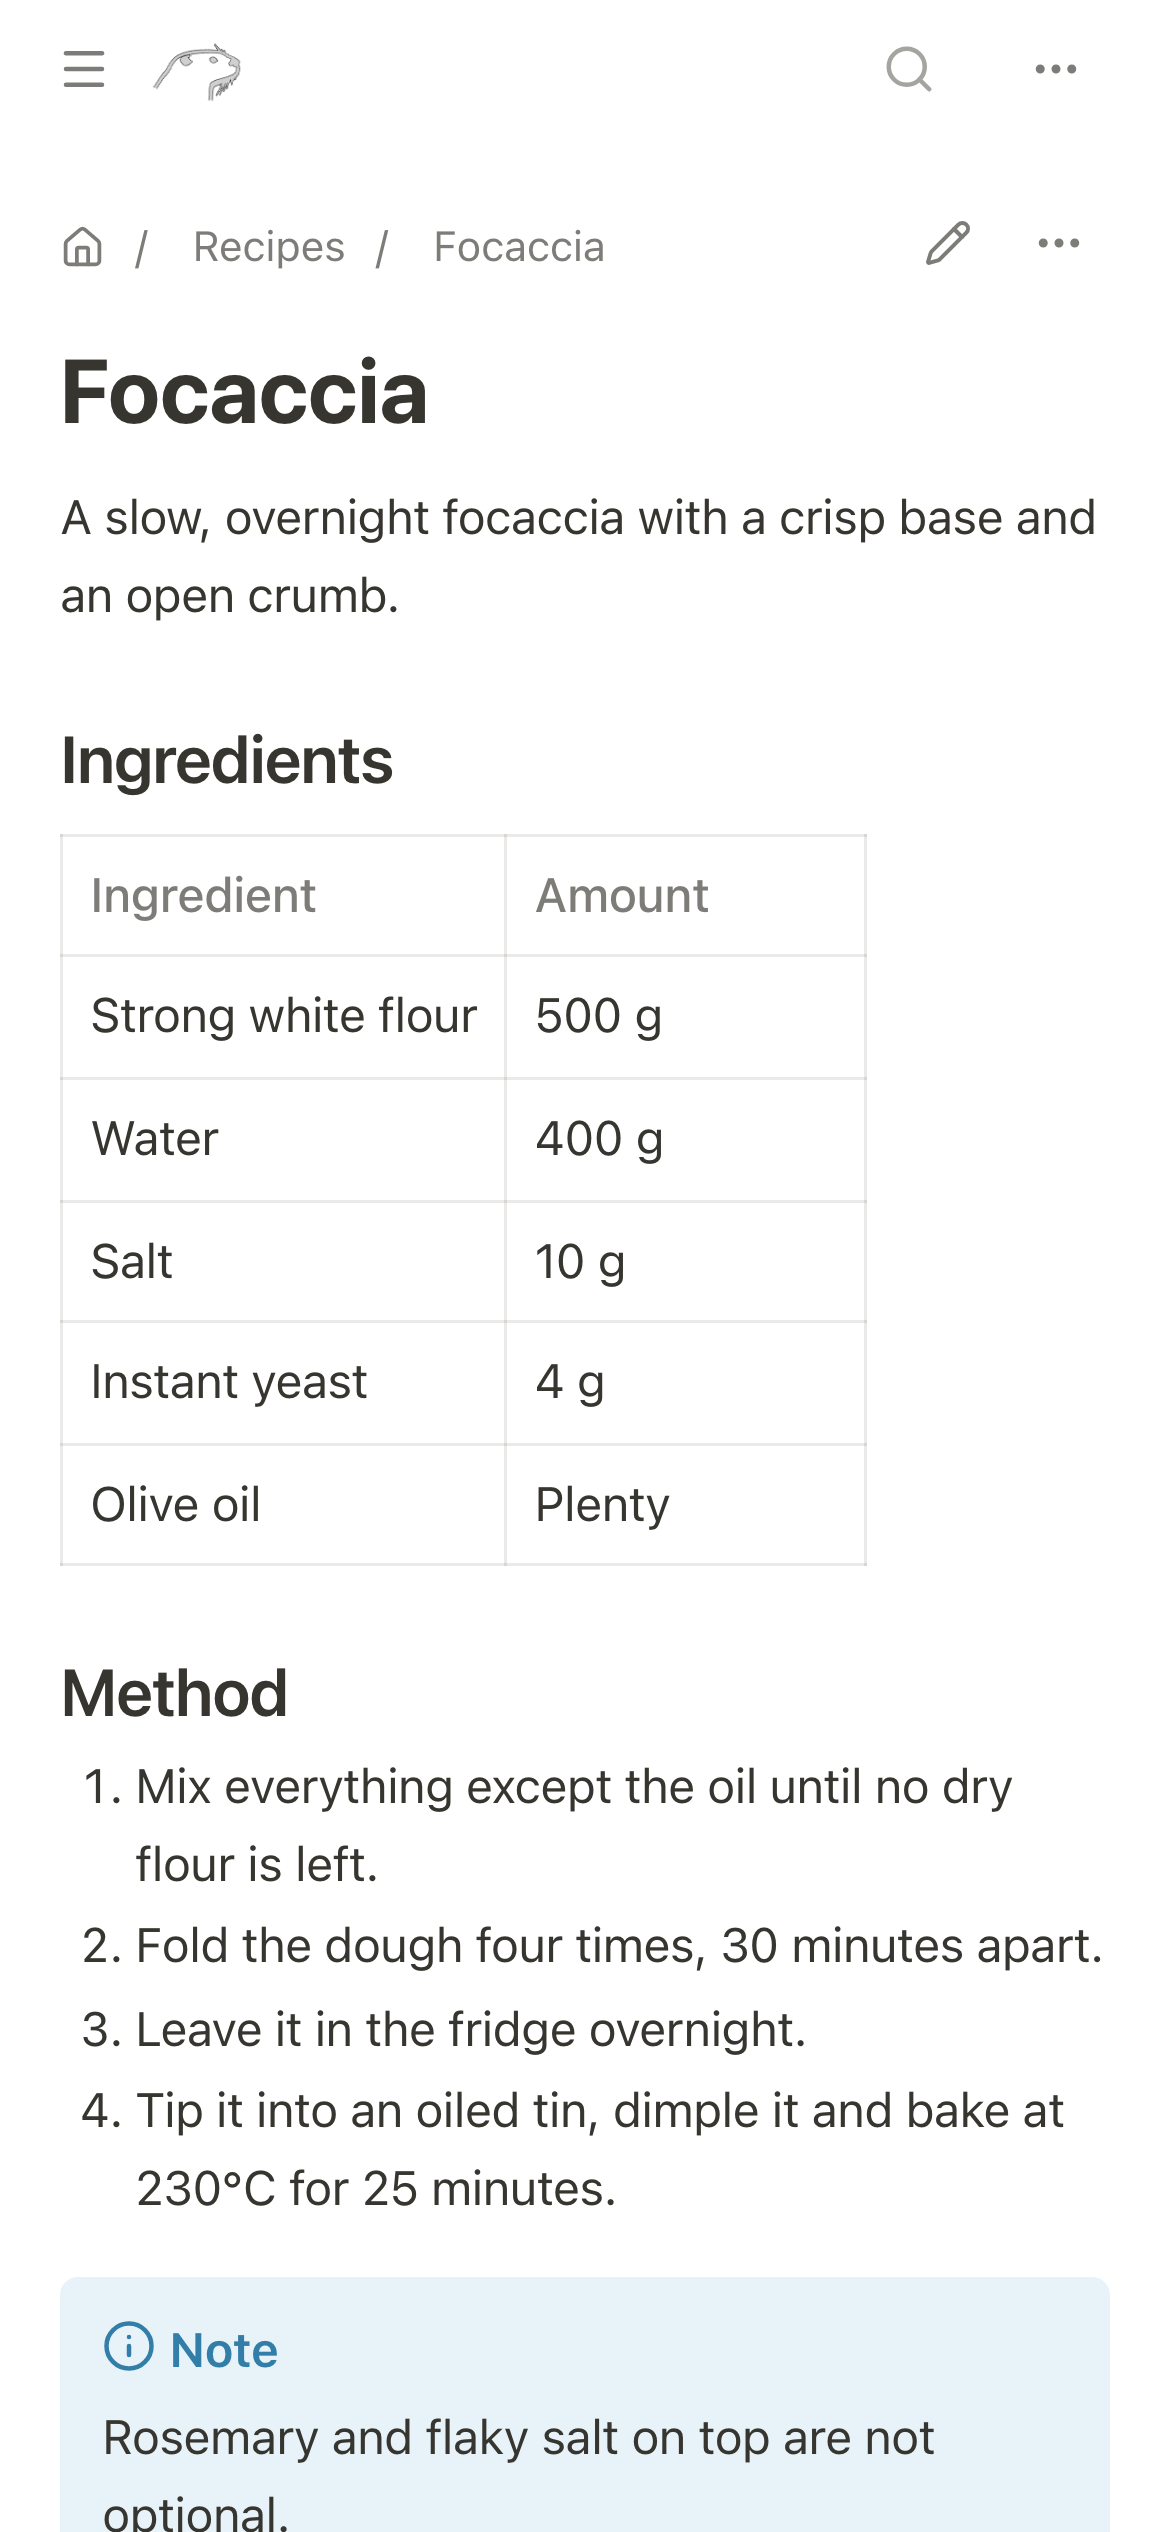 / Recipes / Focaccia
Focaccia
A slow, overnight focaccia with a crisp base and
an open crumb.
Ingredients
Ingredient Amount
Strong white flour 500 g
Water 400 g
Salt 10 g
Instant yeast 4 g
Olive oil Plenty
Method
1. Mix everything except the oil until no dry
flour is left.
2. Fold the dough four times, 30 minutes apart.
3. Leave it in the fridge overnight.
4. Tip it into an oiled tin, dimple it and bake at
230°C for 25 minutes.
Note
Rosemary and flaky salt on top are not
optional.